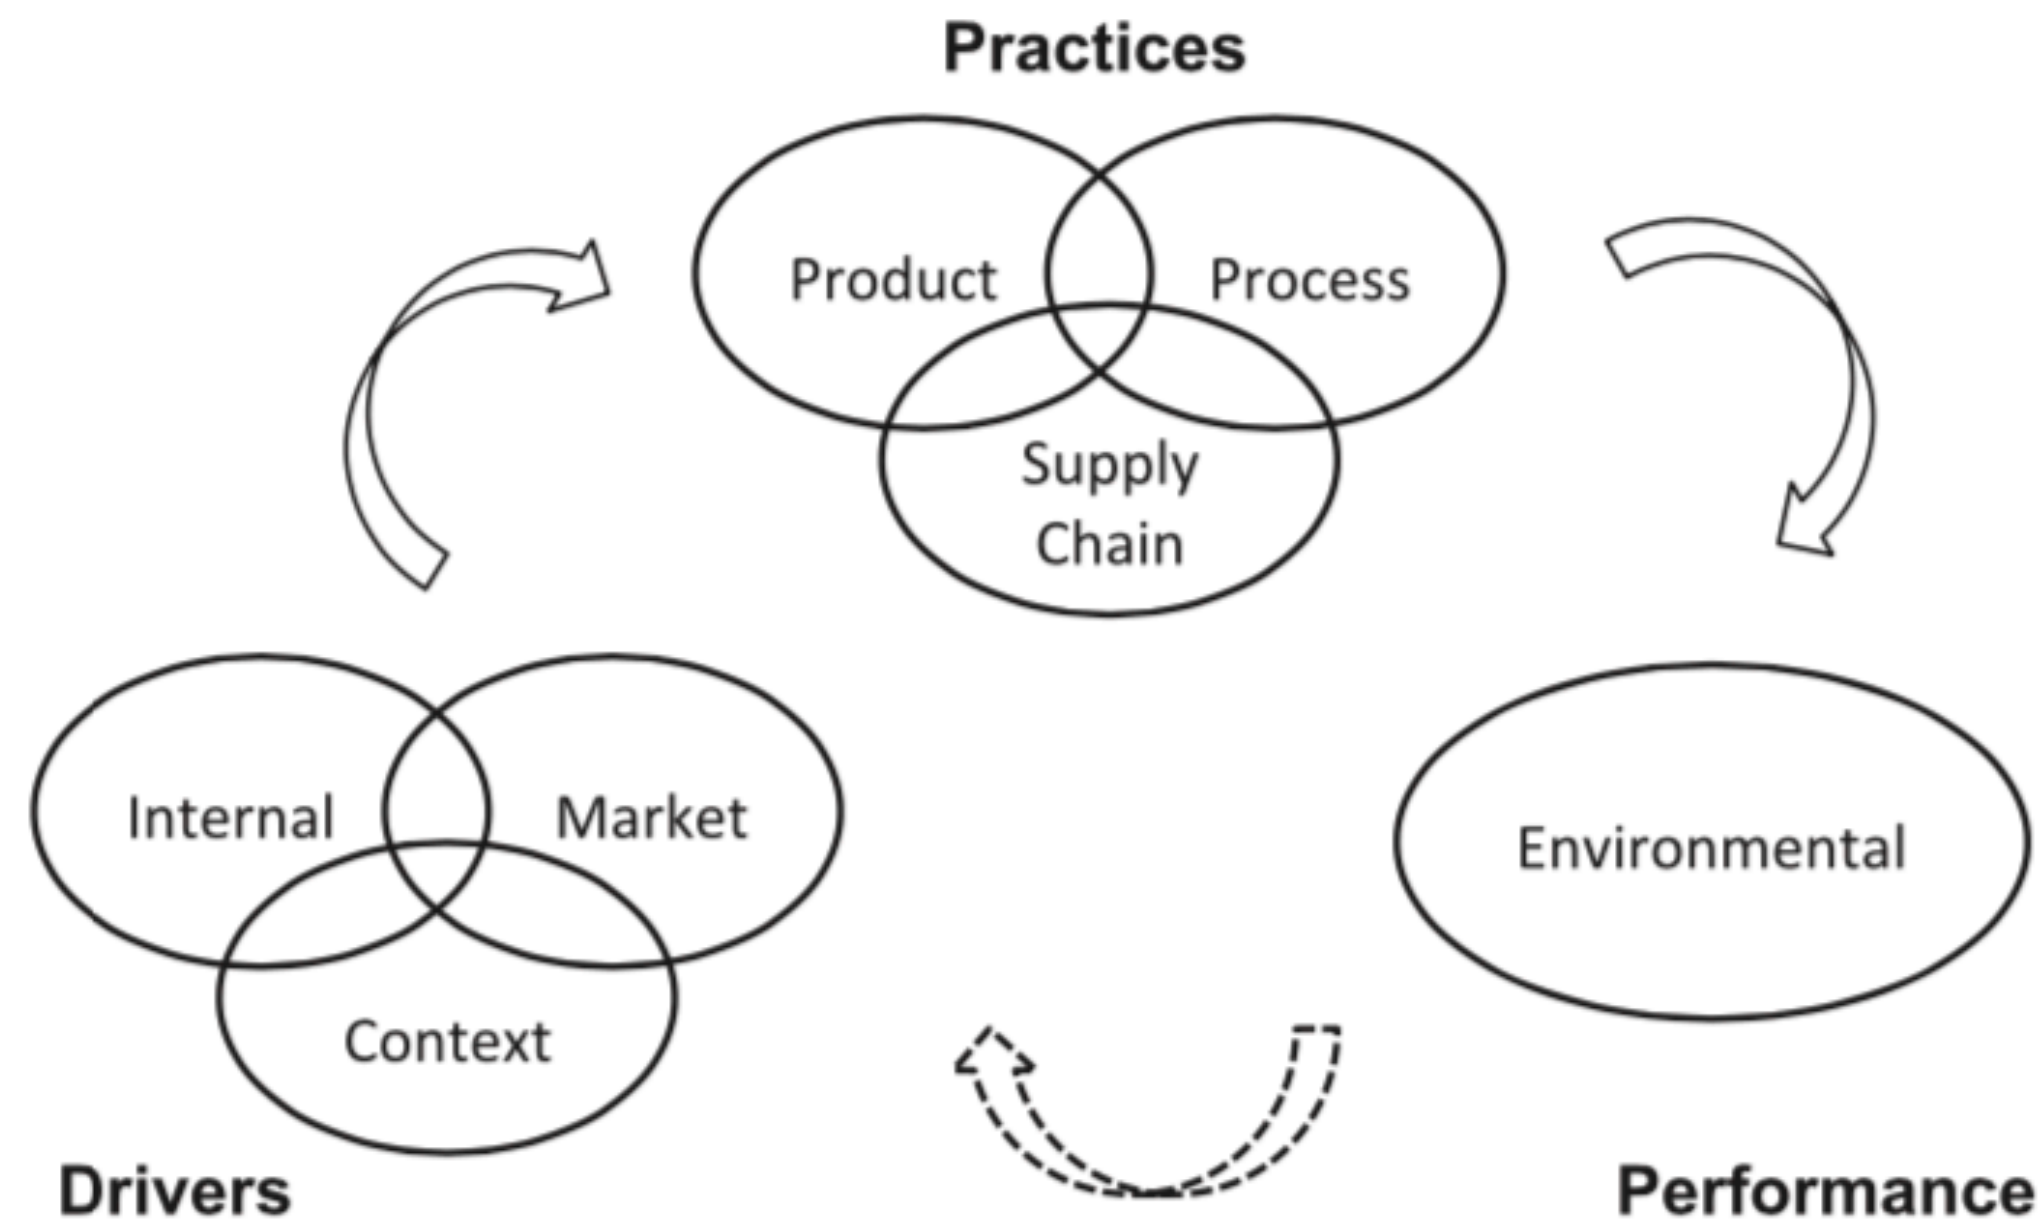 Practices
Product
Process
Supply
Chain
Internal
Market
Context
Environmental
Drivers
Performance